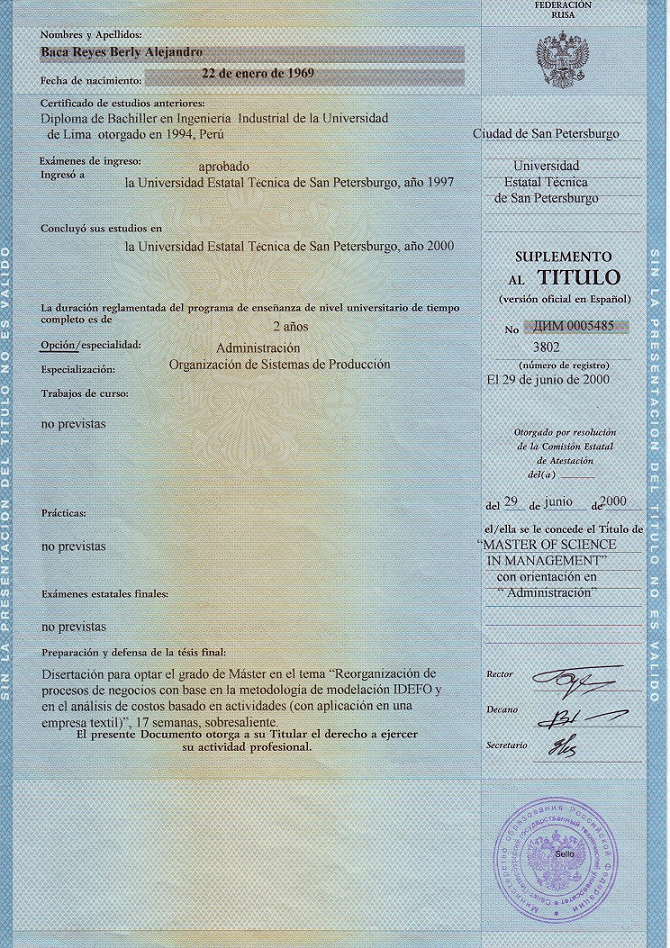 FEDERACIÓN
RUSA
Nombres y Apellidos:
Baca Reyes Berly Alejandro
Fecha de nacimiento: 22 de enero de 1969
Certificado de estudios anteriores:
Diploma de Bachiller en Ingeniería Industrial de la Universidad
de Lima otorgado en 1994, Perú
Exámenes de ingreso: aprobado
Ingresó a
la Universidad Estatal Técnica de San Petersburgo, año 1997
Concluyó sus estudios en
la Universidad Estatal Técnica de San Petersburgo, año 2000
La duración reglamentada del programa de enseñanza de nivel universitario de tiempo
completo es de
2 años
Opción/especialidad: Administración
Especialización: Organización de Sistemas de Producción
Trabajos de curso:
no previstas
Prácticas:
no previstas
Exámenes estatales finales:
no previstas
Preparación y defensa de la tésis final:
Disertación para optar el grado de Máster en el tema “Reorganización de
procesos de negocios con base en la metodologia de modelación IDEFO y
en el análisis de costos basado en actividades (con aplicación en una
empresa textil)”, 17 semanas, sobresaliente.
El presente Documento otorga a su Titular el derecho a ejercer
su actividad profesional.
Ciudad de San Petersburgo
Universidad
Estatal Técnica
de San Petersburgo
SUPLEMENTO
AL TITULO
(versión oficial en Español)
No ДИМ 0005485
3802
(número de registro)
El 29 de junio de 2000
Otorgado por resolución
de la Comisión Estatal
de Atestación
del(a)
del 29 de junio de 2000
el/ella se le concede el Título de
“MASTER OF SCIENCE
IN MANAGEMENT”
con orientación en
“ Administración”
Rector
Decano
Secretario
Sello
Министерство образования Российской Федерации
SIN LA PRESENTACION DEL TITULO NO ES VALIDO
SIN LA PRESENTACION DEL TITULO NO ES VALIDO